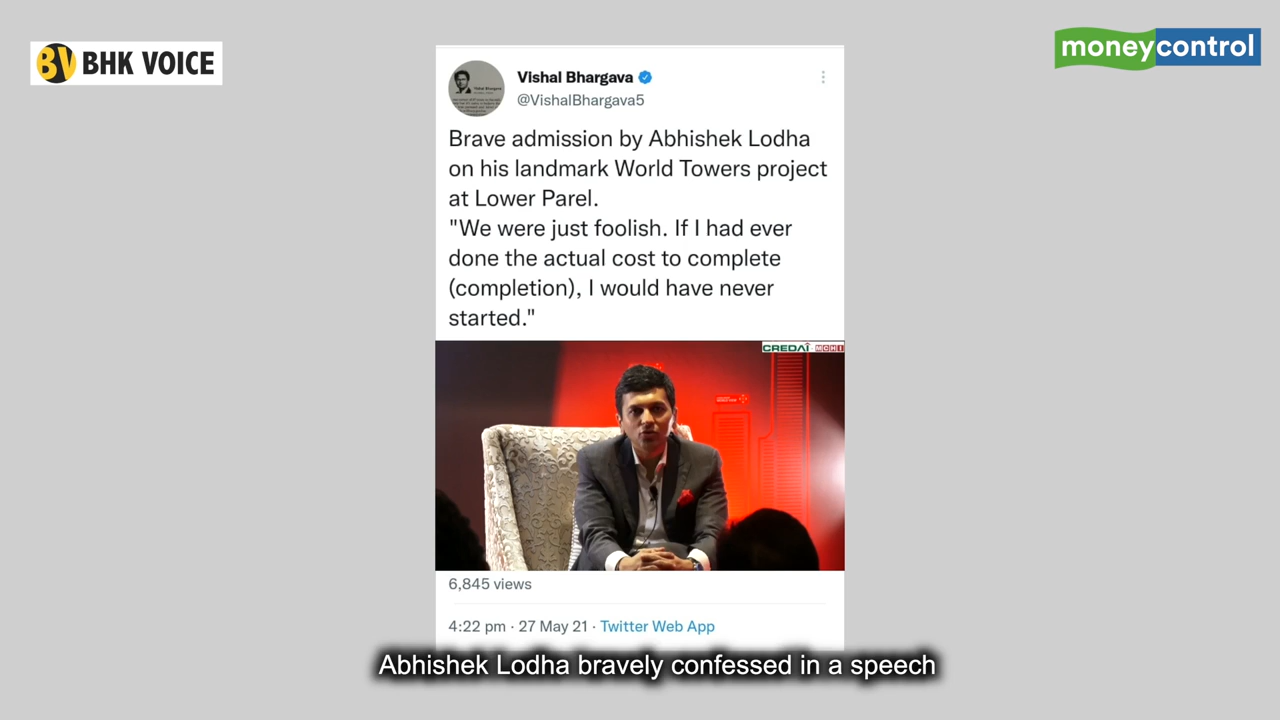 BV BHK VOICE
moneycontrol
Vishal Bhargava
@VishalBhargava5
Brave admission by Abhishek Lodha
on his landmark World Towers project
at Lower Parel.
"We were just foolish. If I had ever
done the actual cost to complete
(completion), I would have never
started."
CREDAI MCHI
6,845 views
4:22 pm · 27 May 21 · Twitter Web App
Abhishek Lodha bravely confessed in a speech